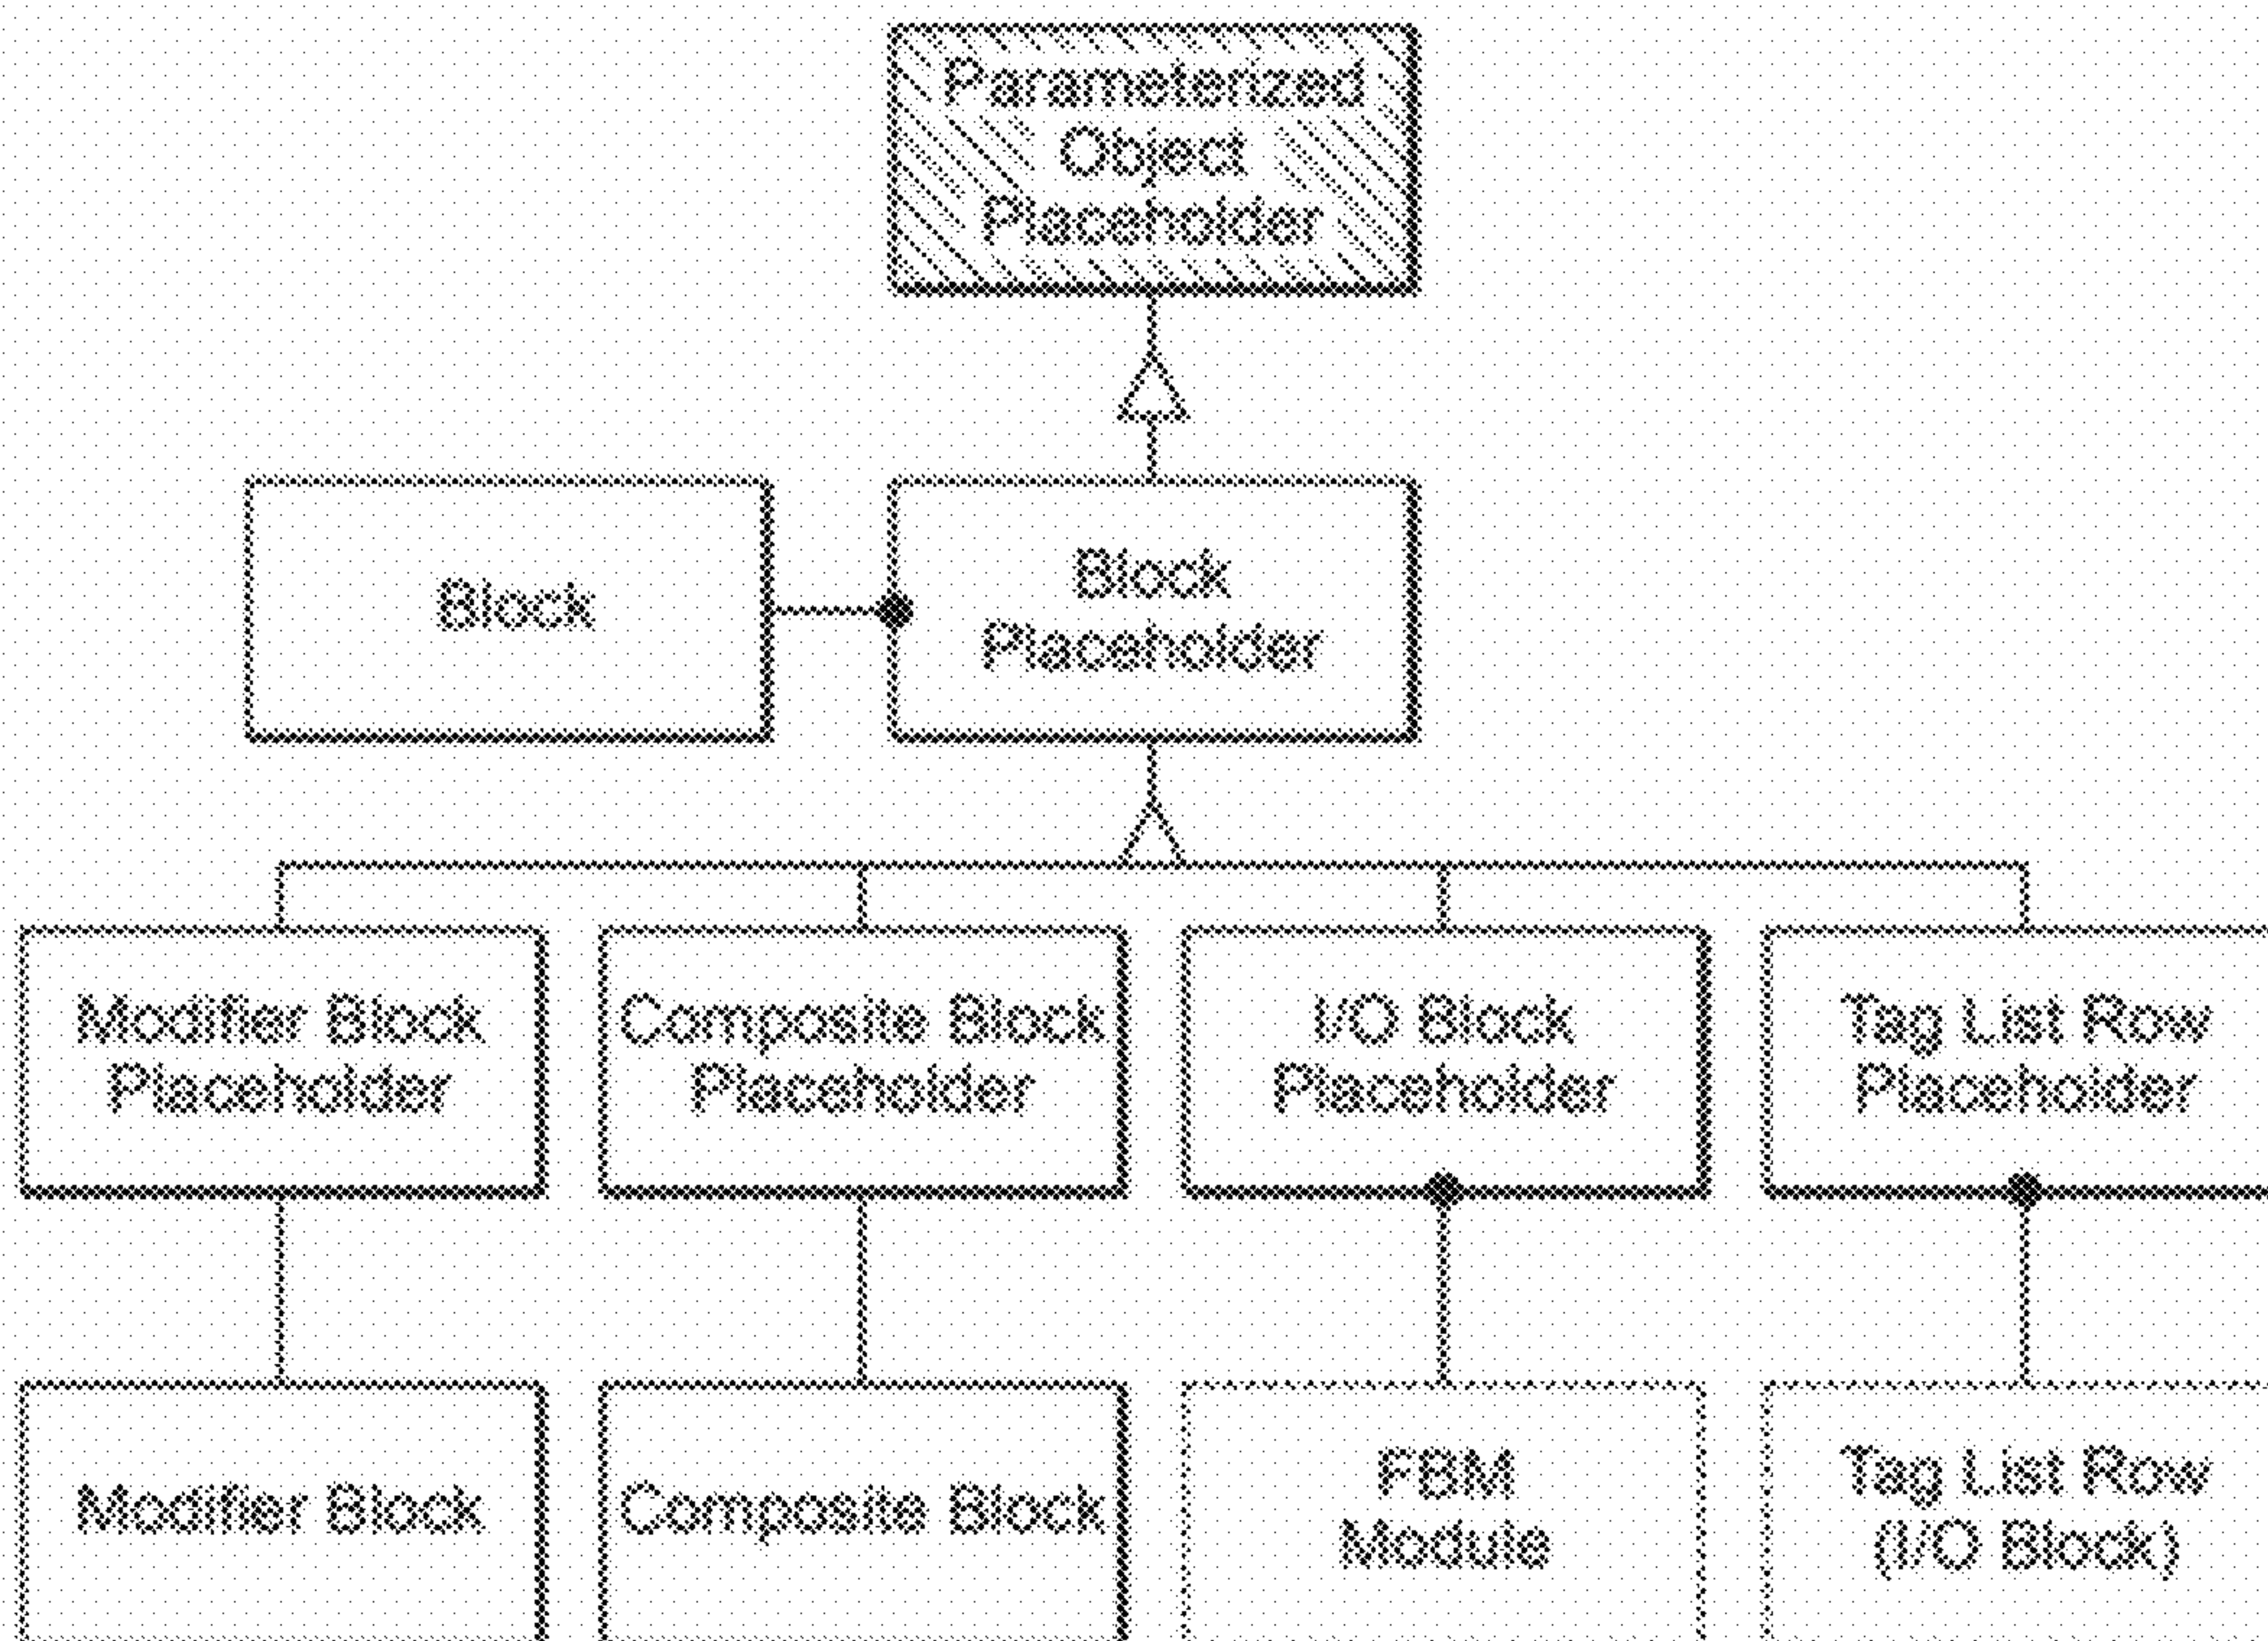 Parameterized
Object
Placeholder
Block
Block
Placeholder
Modifier Block
Placeholder
Composite Block
Placeholder
I/O Block
Placeholder
Tag List Row
Placeholder
Modifier Block
Composite Block
FBM
Module
Tag List Row
(I/O Block)